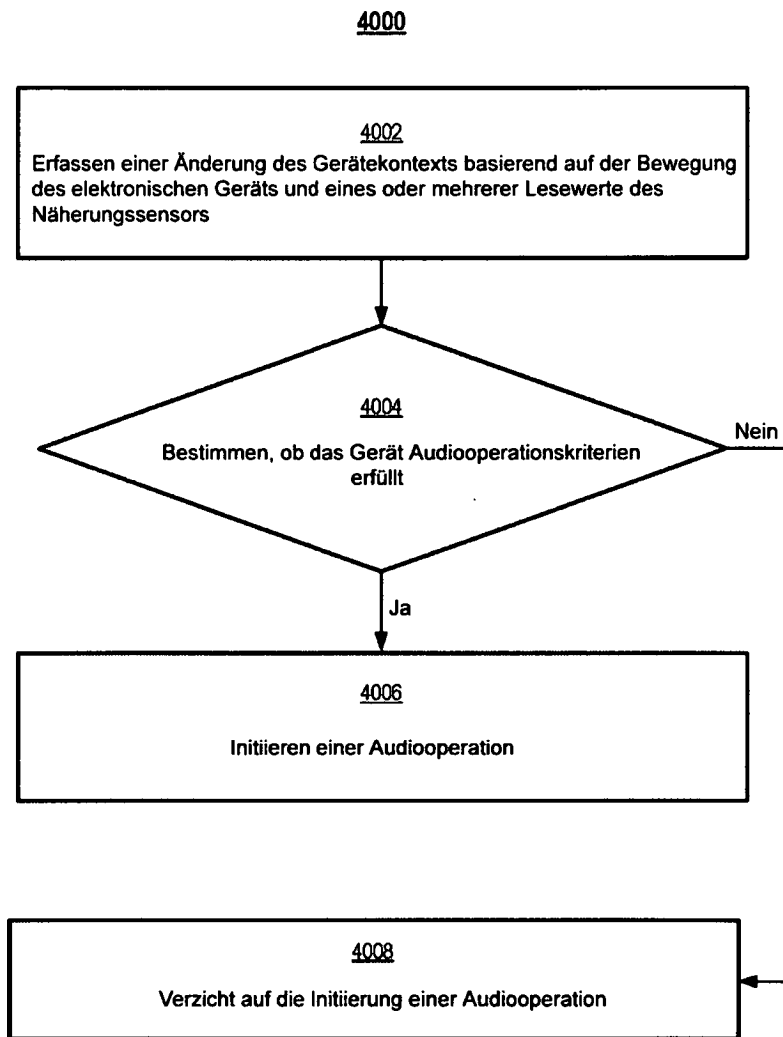 4000
4002
Erfassen einer Änderung des Gerätekontexts basierend auf der Bewegung
des elektronischen Geräts und eines oder mehrerer Lesewerte des
Näherungssensors
4004
Bestimmen, ob das Gerät Audiooperationskriterien
erfüllt
Nein
Ja
4006
Initiieren einer Audiooperation
4008
Verzicht auf die Initiierung einer Audiooperation